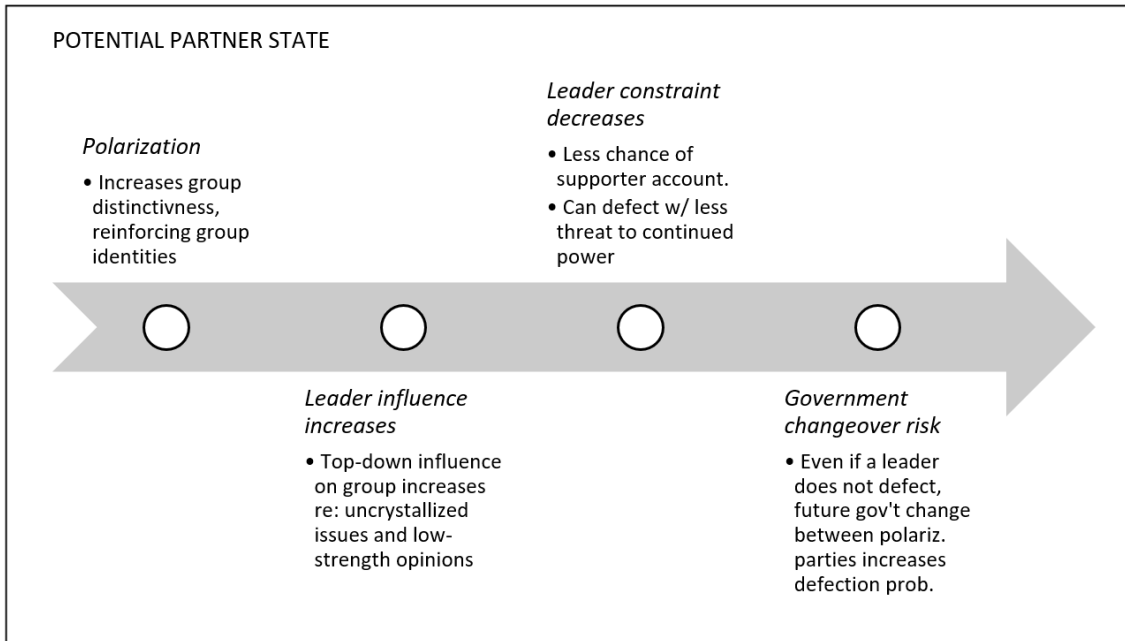 POTENTIAL PARTNER STATE
Polarization
• Increases group
distinctivness,
reinforcing group
identities
Leader influence
increases
• Top-down influence
on group increases
re: uncrystallized
issues and low-
strength opinions
Leader constraint
decreases
• Less chance of
supporter account.
• Can defect w/ less
threat to continued
power
Government
changeover risk
• Even if a leader
does not defect,
future gov't change
between polariz.
parties increases
defection prob.